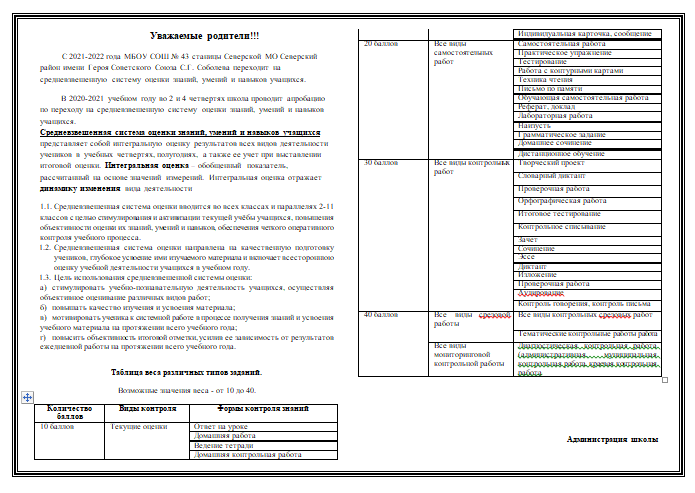 Уважаемые родители!!!
С 2021-2022 года МБОУ СОШ № 43 станицы Северской МО Северский
район имени Героя Советского Союза С.Г. Соболева переходит на
средневзвешенную систему оценки знаний, умений и навыков учащихся.
В 2020-2021 учебном году во 2 и 4 четвертях школа проводит апробацию
по переходу на средневзвешенную систему оценки знаний, умений и навыков
учащихся.
Средневзвешенная система оценки знаний, умений и навыков учащихся
представляет собой интегральную оценку результатов всех видов деятельности
учеников в учебных четвертях, полугодиях, а также ее учет при выставлении
итоговой оценки. Интегральная оценка – обобщенный показатель,
рассчитанный на основе значений измерений. Интегральная оценка отражает
динамику изменения вида деятельности
1.1. Средневзвешенная система оценки вводится во всех классах и параллелях 2-11
классов с целью стимулирования и активации текущей учёбы учащихся, повышения
объективности оценки их знаний, умений и навыков, обеспечения четкого оперативного
контроля учебного процесса.
1.2. Средневзвешенная система оценки направлена на качественную подготовку
учеников, глубокое усвоение ими изучаемого материала и включает всестороннюю
оценку учебной деятельности учащихся в учебном году.
1.3. Цель использования средневзвешенной системы оценки:
а) стимулировать учебно-познавательную деятельность учащихся, осуществляя
объективное оценивание различных видов работ;
б) повышать качество изучения и усвоения материала;
в) мотивировать ученика к системной работе в процессе получения знаний и усвоения
учебного материала на протяжении всего учебного года;
г) повысить объективность итоговой отметки, усилив ее зависимость от результатов
ежедневной работы на протяжении всего учебного года.
Таблица веса различных типов заданий.
Возможные значения веса - от 10 до 40.
Количество баллов Виды контроля Формы контроля знаний
10 баллов Текущие оценки Ответ на уроке
Домашняя работа
Ведение тетради
Домашняя контрольная работа
Индивидуальная карточка, сообщение
20 баллов Все виды самостоятельных работ Самостоятельная работа
Практическое упражнение
Тестирование
Работа с контурными картами
Техника чтения
Письмо по памяти
Обучающая самостоятельная работа
Реферат, доклад
Лабораторная работа
Наизусть
Грамматическое задание
Домашнее сочинение
Дистанционное обучение
30 баллов Все виды контрольных работ Творческий проект
Словарный диктант
Проверочная работа
Орфографическая работа
Итоговое тестирование
Контрольное списывание
Зачет
Сочинение
Эссе
Диктант
Изложение
Проверочная работа
Аудирование
Контроль говорения, контроль письма
40 баллов Все виды срезовой работы Все виды контрольных срезовых работ
Тематические контрольные работы работа
Все виды мониторинговой контрольной работы Диагностическая контрольная работа
(административная, муниципальная
контрольная работа, краевая контрольная
работа
Администрация школы